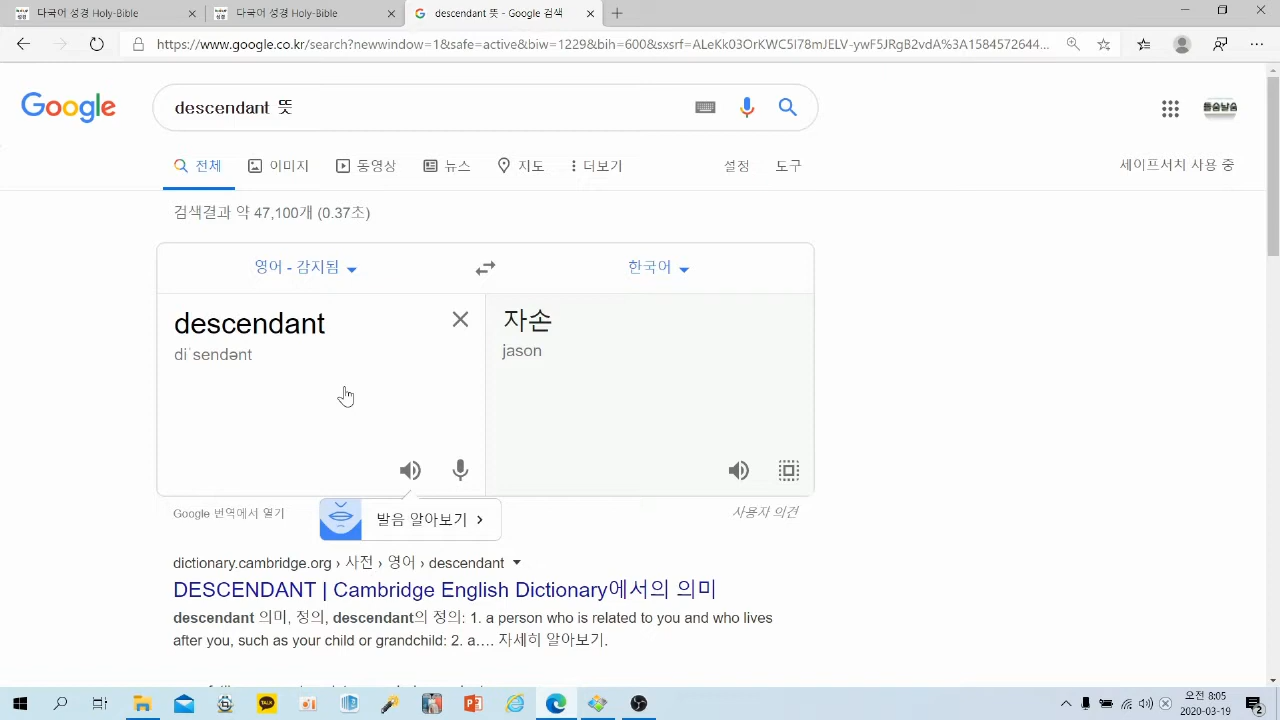 다국어 성경 Holy-Bible
다국어 성경 Holy-Bible
descendant 뜻 - Google 검색
https://www.google.co.kr/search?newwindow=1&safe=active&biw=1229&bih=600&sxsrf=ALeKk03OrKWC5I78mJELV-ywF5JRgB2vdA%3A1584572644...
Google
descendant 뜻
전체
이미지
동영상
뉴스
지도
더보기
설정
도구
세이프서치 사용 중
검색결과 약 47,100개 (0.37초)
영어 - 감지됨
한국어
descendant
diˈsendənt
자손
jason
Google 번역에서 열기
발음 알아보기
사용자 의견
dictionary.cambridge.org › 사전 › 영어 › descendant
DESCENDANT | Cambridge English Dictionary에서의 의미
descendant 의미, 정의, descendant의 정의: 1. a person who is related to you and who lives
after you, such as your child or grandchild: 2. a…. 자세히 알아보기.
TALK
오전 8:05
2020-03-19
2